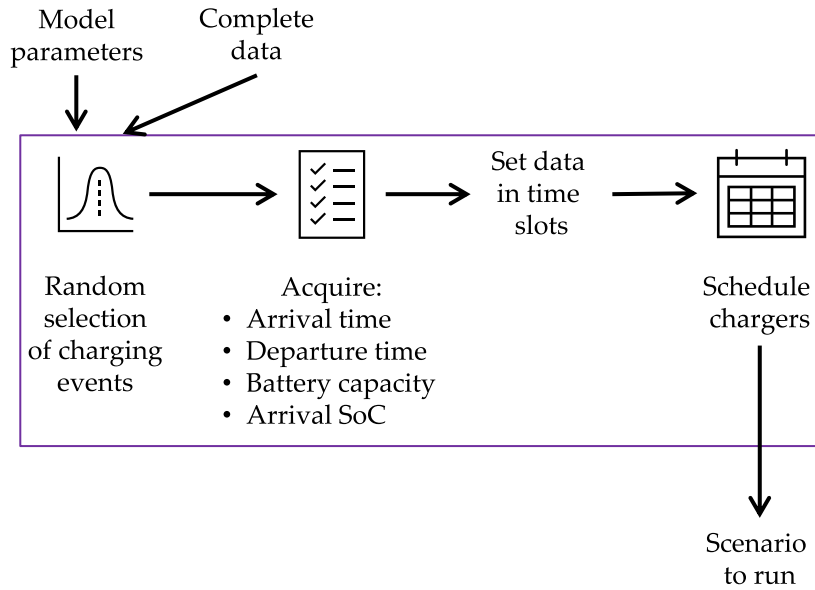 Model
parameters
Complete
data
Set data
in time
slots
Random
selection
of charging
events
Acquire:
• Arrival time
• Departure time
• Battery capacity
• Arrival SoC
Schedule
chargers
Scenario
to run